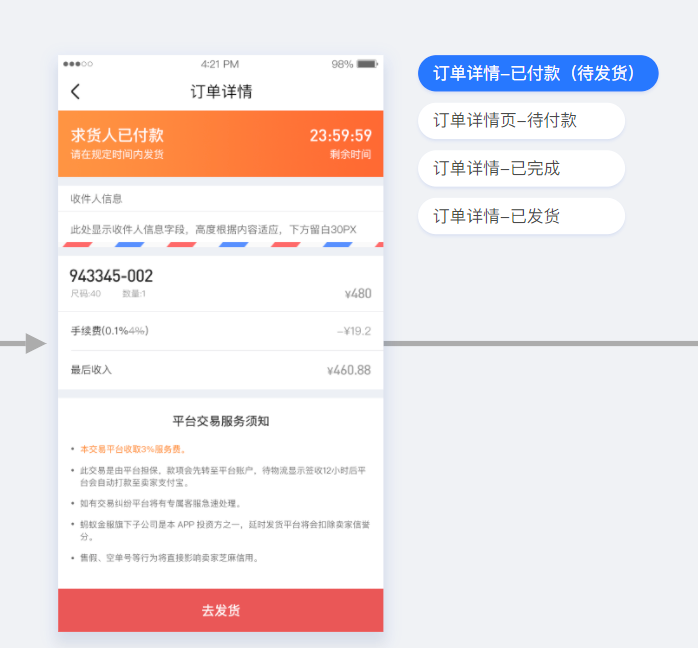 4:21 PM
98%
订单详情
求货人已付款
23:59:59
请在规定时间内发货
剩余时间
收件人信息
此处显示收件人信息字段，高度根据内容适应，下方留白30PX
943345-002
尺码:40 数量:1
¥480
手续费(0.1%4%)
-¥19.2
最后收入
¥460.88
平台交易服务须知
• 本交易平台收取3%服务费。
• 此交易是由平台担保，款项会先转至平台账户，待物流显示签收12小时后平
台会自动打款至卖家支付宝。
• 如有交易纠纷平台将有专属客服急速处理。
• 蚂蚁金服旗下子公司是本 APP 投资方之一，延时发货平台将会扣除卖家信誉
分。
• 售假、空单号等行为将直接影响卖家芝麻信用。
去发货
订单详情-已付款（待发货）
订单详情页-待付款
订单详情-已完成
订单详情-已发货